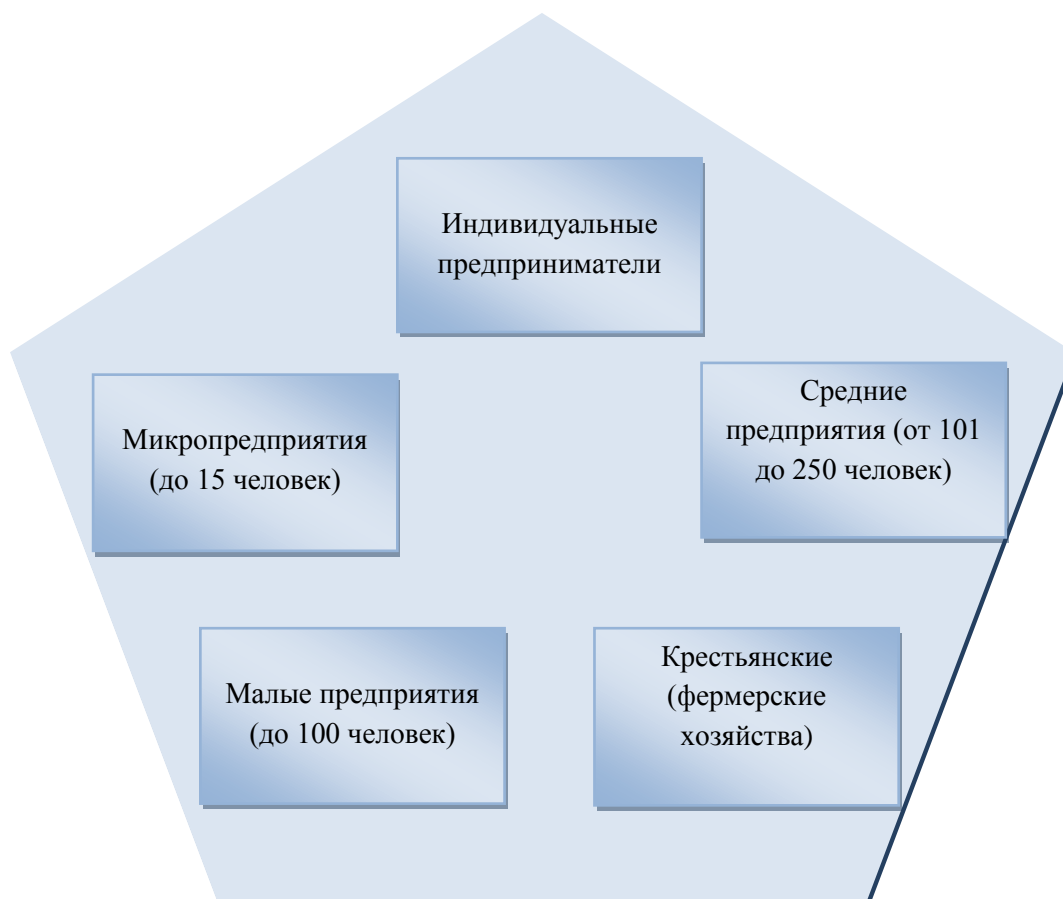 Индивидуальные
предприниматели
Микропредприятия
(до 15 человек)
Средние
предприятия (от 101
до 250 человек)
Малые предприятия
(до 100 человек)
Крестьянские
(фермерские
хозяйства)